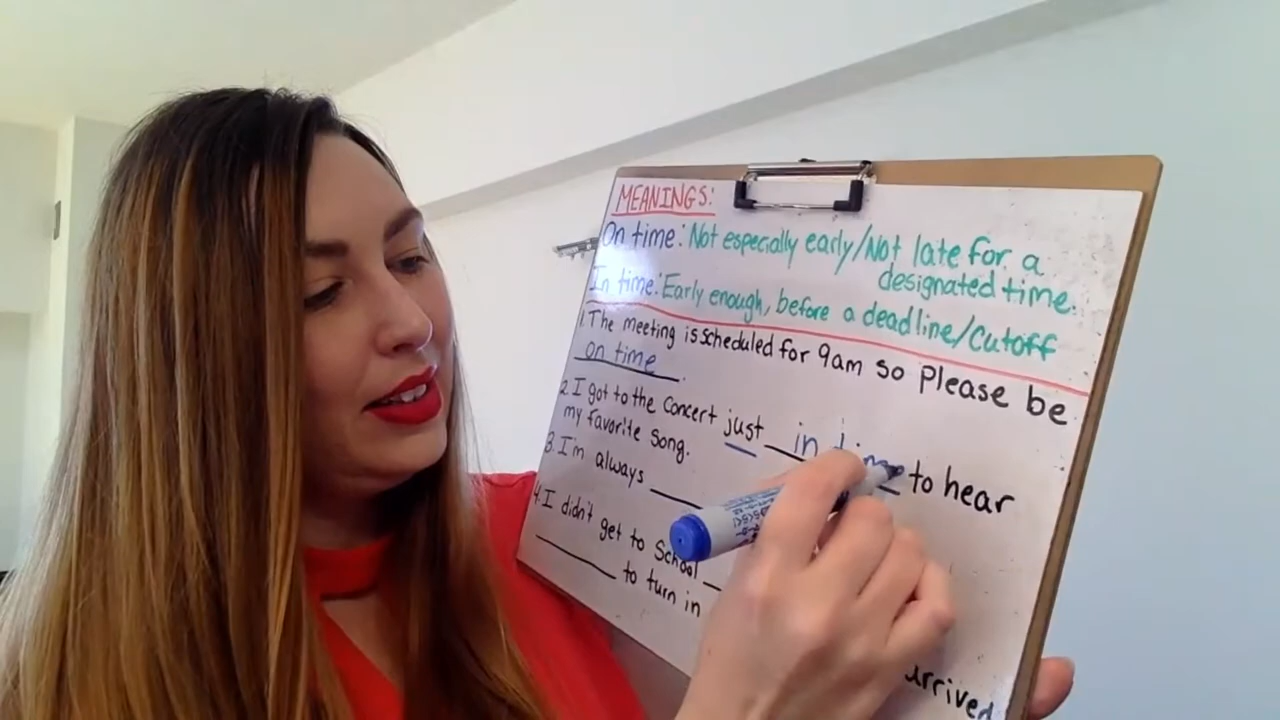 MEANINGS:
On time: Not especially early/Not late for a
designated time.
In time: Early enough, before a deadline/Cutoff
1. The meeting is scheduled for 9am so please be
on time.
2. I got to the concert just in time to hear
my favorite song.
3. I'm always
4. I didn't get to School
arrived
to turn in